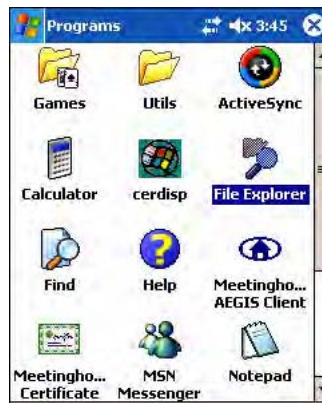 Programs 3:45
Games Utils ActiveSync
Calculator cerdisp File Explorer
Find Help Meetingho...
AEGIS Client
Meetingho... MSN Notepad
Certificate Messenger